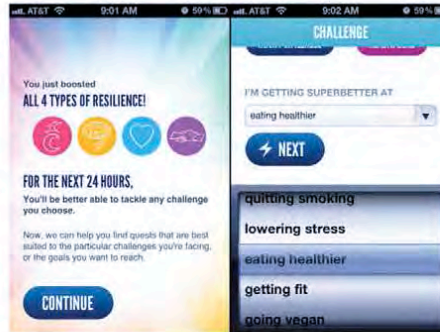 AT&T 9:01 AM 59%
You just boosted
ALL 4 TYPES OF RESILIENCE!
FOR THE NEXT 24 HOURS,
You'll be better able to tackle any challenge
you choose.
Now, we can help you find quests that are best
suited to the particular challenges you're facing,
or the goals you want to reach.
CONTINUE
AT&T 9:02 AM 59%
CHALLENGE
I'M GETTING SUPERBETTER AT
eating healthier
NEXT
quitting smoking
lowering stress
eating healthier
getting fit
going vegan